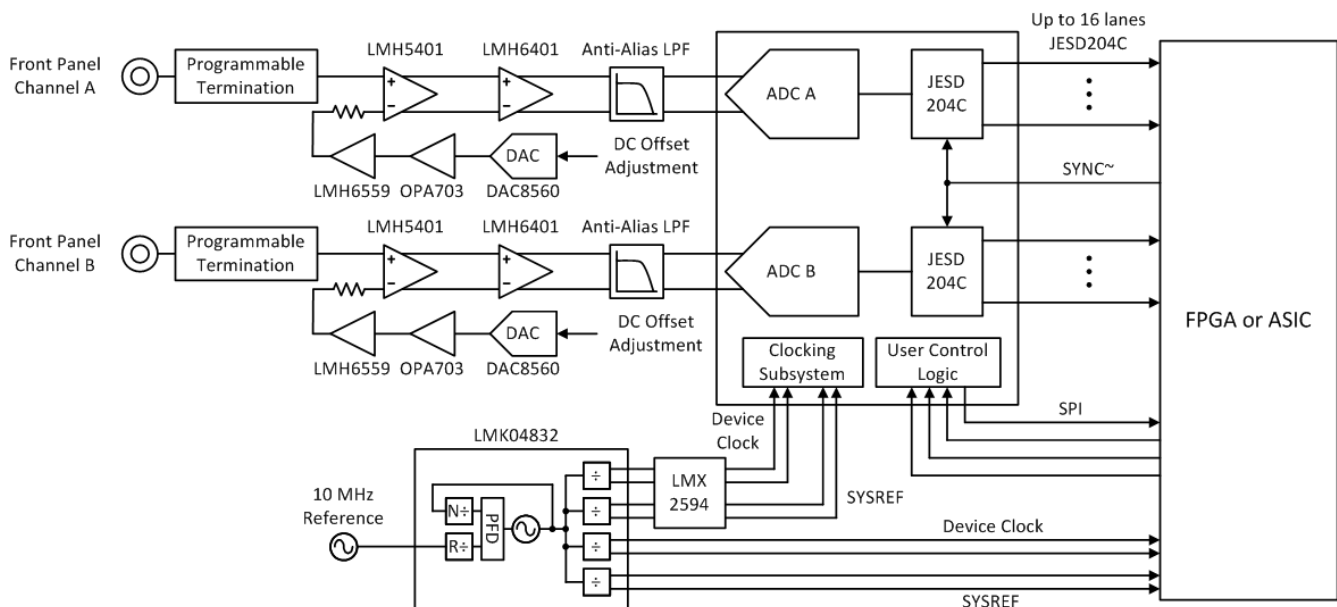 Up to 16 lanes
JESD204C
LMH5401
LMH6401
Anti-Alias LPF
Front Panel
Channel A
Programmable
Termination
+
−
+
−
ADC A
JESD
204C
DAC
DC Offset
Adjustment
LMH6559
OPA703
DAC8560
SYNC~
LMH5401
LMH6401
Anti-Alias LPF
Front Panel
Channel B
Programmable
Termination
+
−
+
−
ADC B
JESD
204C
FPGA or ASIC
DAC
DC Offset
Adjustment
LMH6559
OPA703
DAC8560
Clocking
Subsystem
User Control
Logic
SPI
Device
Clock
LMK04832
÷
LMX
2594
SYSREF
10 MHz
Reference
N÷
PFD
÷
R÷
÷
Device Clock
÷
SYSREF